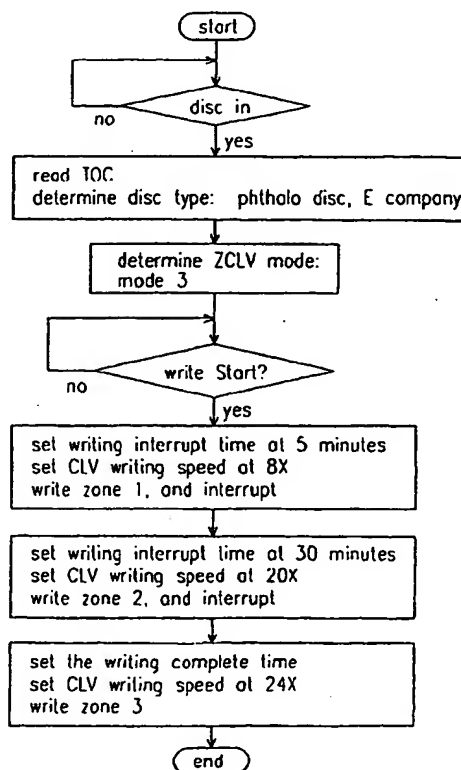 start
disc in
no
yes
read TOC
determine disc type: phthalo disc, E company
determine ZCLV mode:
mode 3
write Start?
no
yes
set writing interrupt time at 5 minutes
set CLV writing speed at 8X
write zone 1, and interrupt
set writing interrupt time at 30 minutes
set CLV writing speed at 20X
write zone 2, and interrupt
set the writing complete time
set CLV writing speed at 24X
write zone 3
end